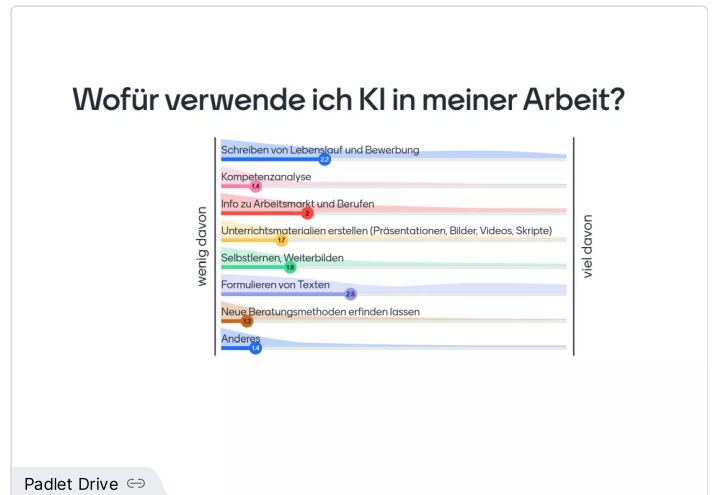 Wofür verwende ich KI in meiner Arbeit?
wenig davon
Schreiben von Lebenslauf und Bewerbung
2.2
Kompetenzanalyse
1.4
Info zu Arbeitsmarkt und Berufen
2
Unterrichtsmaterialien erstellen (Präsentationen, Bilder, Videos, Skripte)
1.7
Selbstlernen, Weiterbilden
1.8
Formulieren von Texten
2.5
Neue Beratungsmethoden erfinden lassen
1.3
Anderes
1.4
viel davon
Padlet Drive